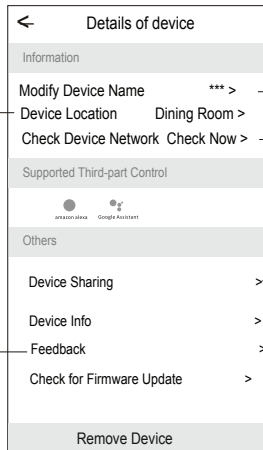 < Details of device
Information
Modify Device Name *** >
Device Location Dining Room >
Check Device Network Check Now >
Supported Third-part Control
amazon alexa Google Assistant
Others
Device Sharing >
Device Info >
Feedback >
Check for Firmware Update >
Remove Device